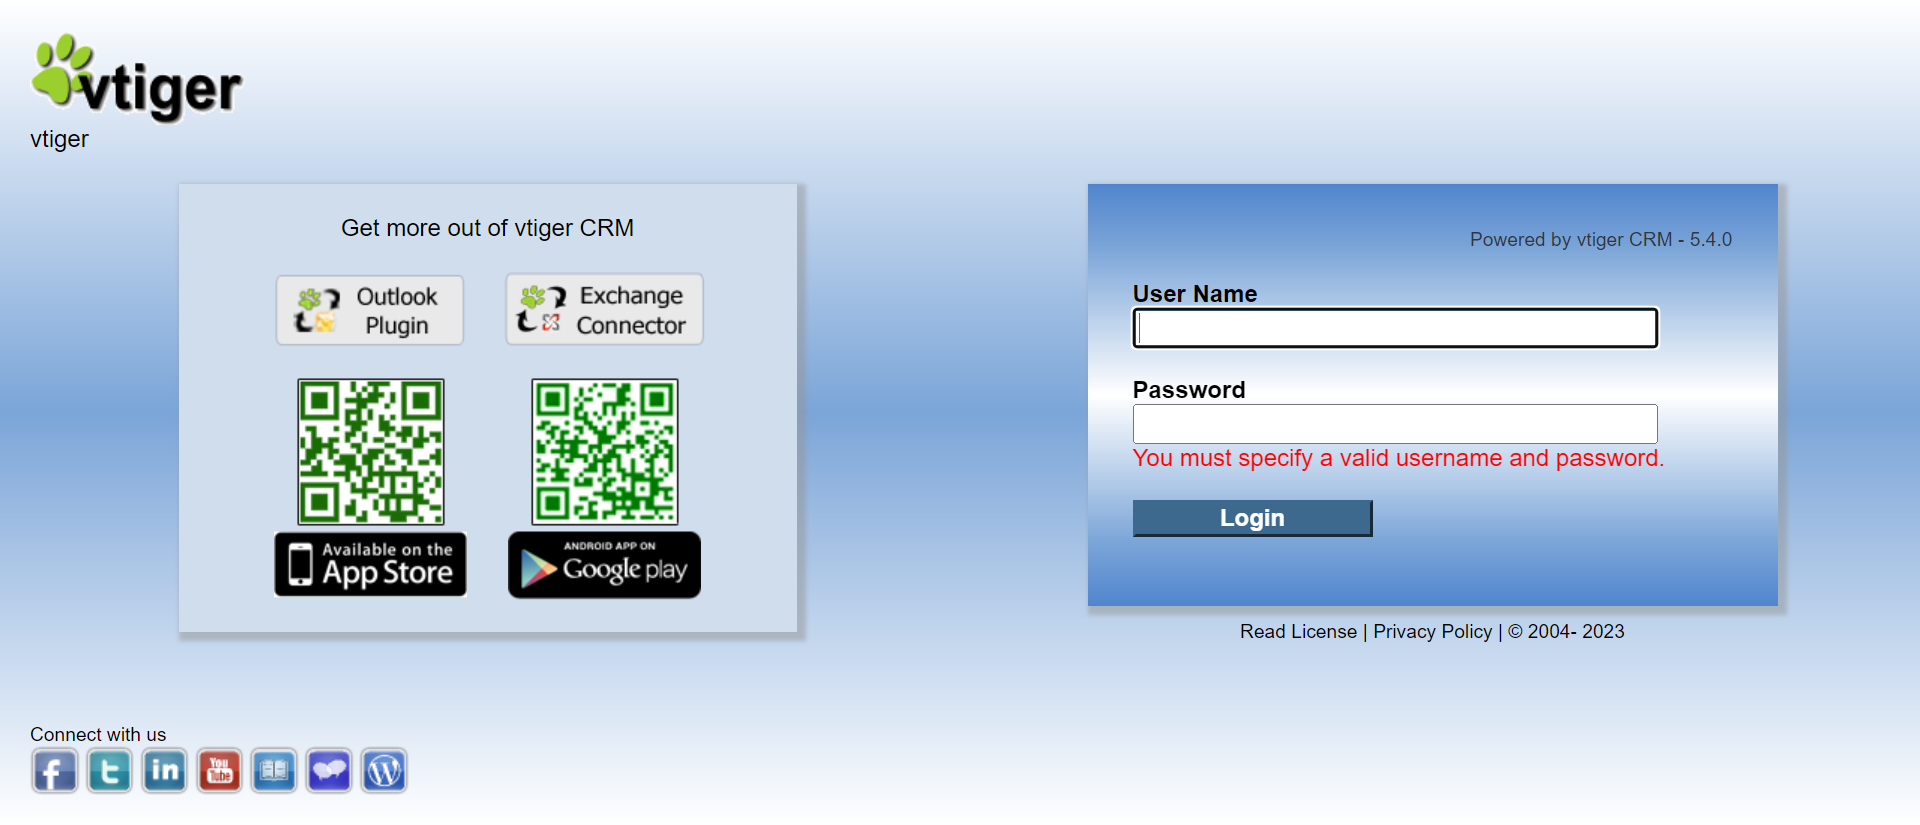 vtiger
vtiger
Get more out of vtiger CRM
Outlook
Plugin
Exchange
Connector
Available on the
App Store
ANDROID APP ON
Google play
Powered by vtiger CRM - 5.4.0
User Name
Password
You must specify a valid username and password.
Login
Read License | Privacy Policy | © 2004- 2023
Connect with us
f
t
in
You
Tube
W